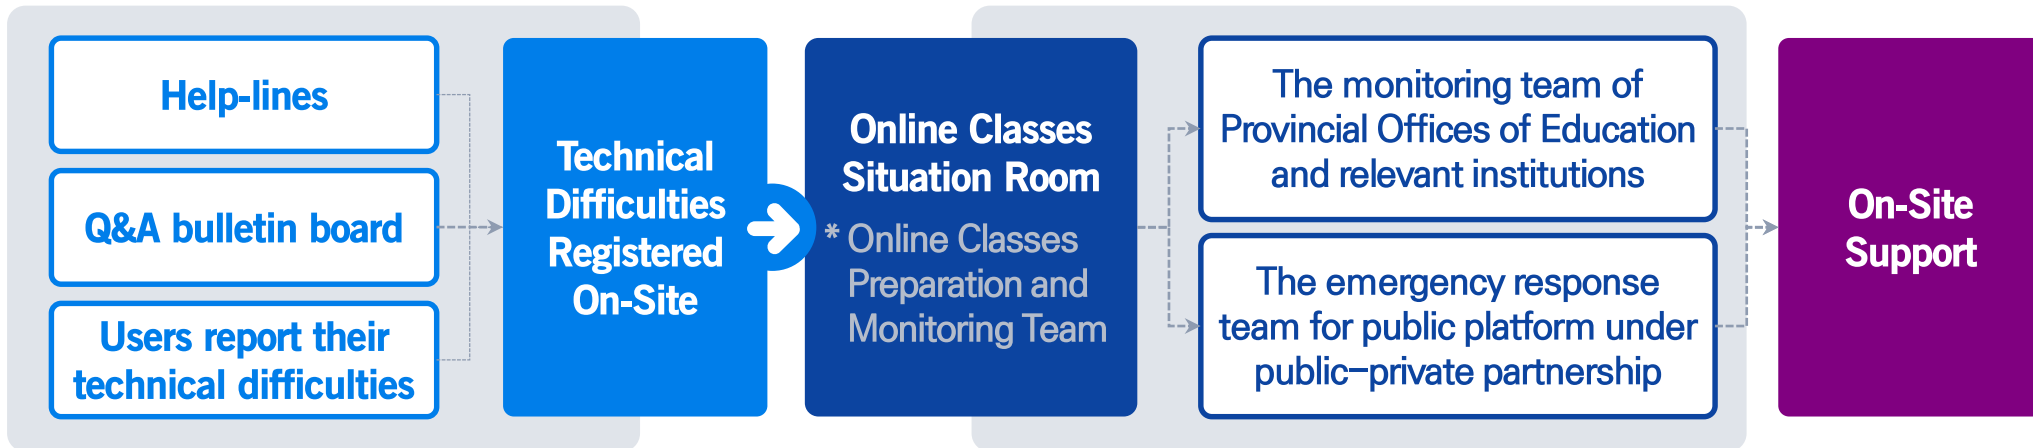 Help-lines
Q&A bulletin board
Users report their
technical difficulties
Technical
Difficulties
Registered
On-Site
Online Classes
Situation Room
* Online Classes
Preparation and
Monitoring Team
The monitoring team of
Provincial Offices of Education
and relevant institutions
The emergency response
team for public platform under
public–private partnership
On-Site
Support